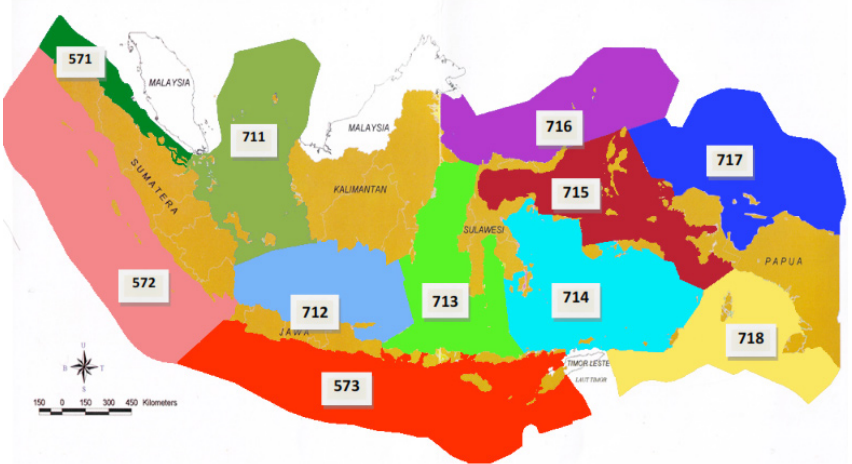 571
MALAYSIA
711
MALAYSIA
716
717
SUMATERA
KALIMANTAN
715
SULAWESI
PAPUA
572
712
713
714
718
JAWA
U
B T
S
573
TIMOR LESTE
LAUT TIMOR
150 0 150 300 450 Kilometers